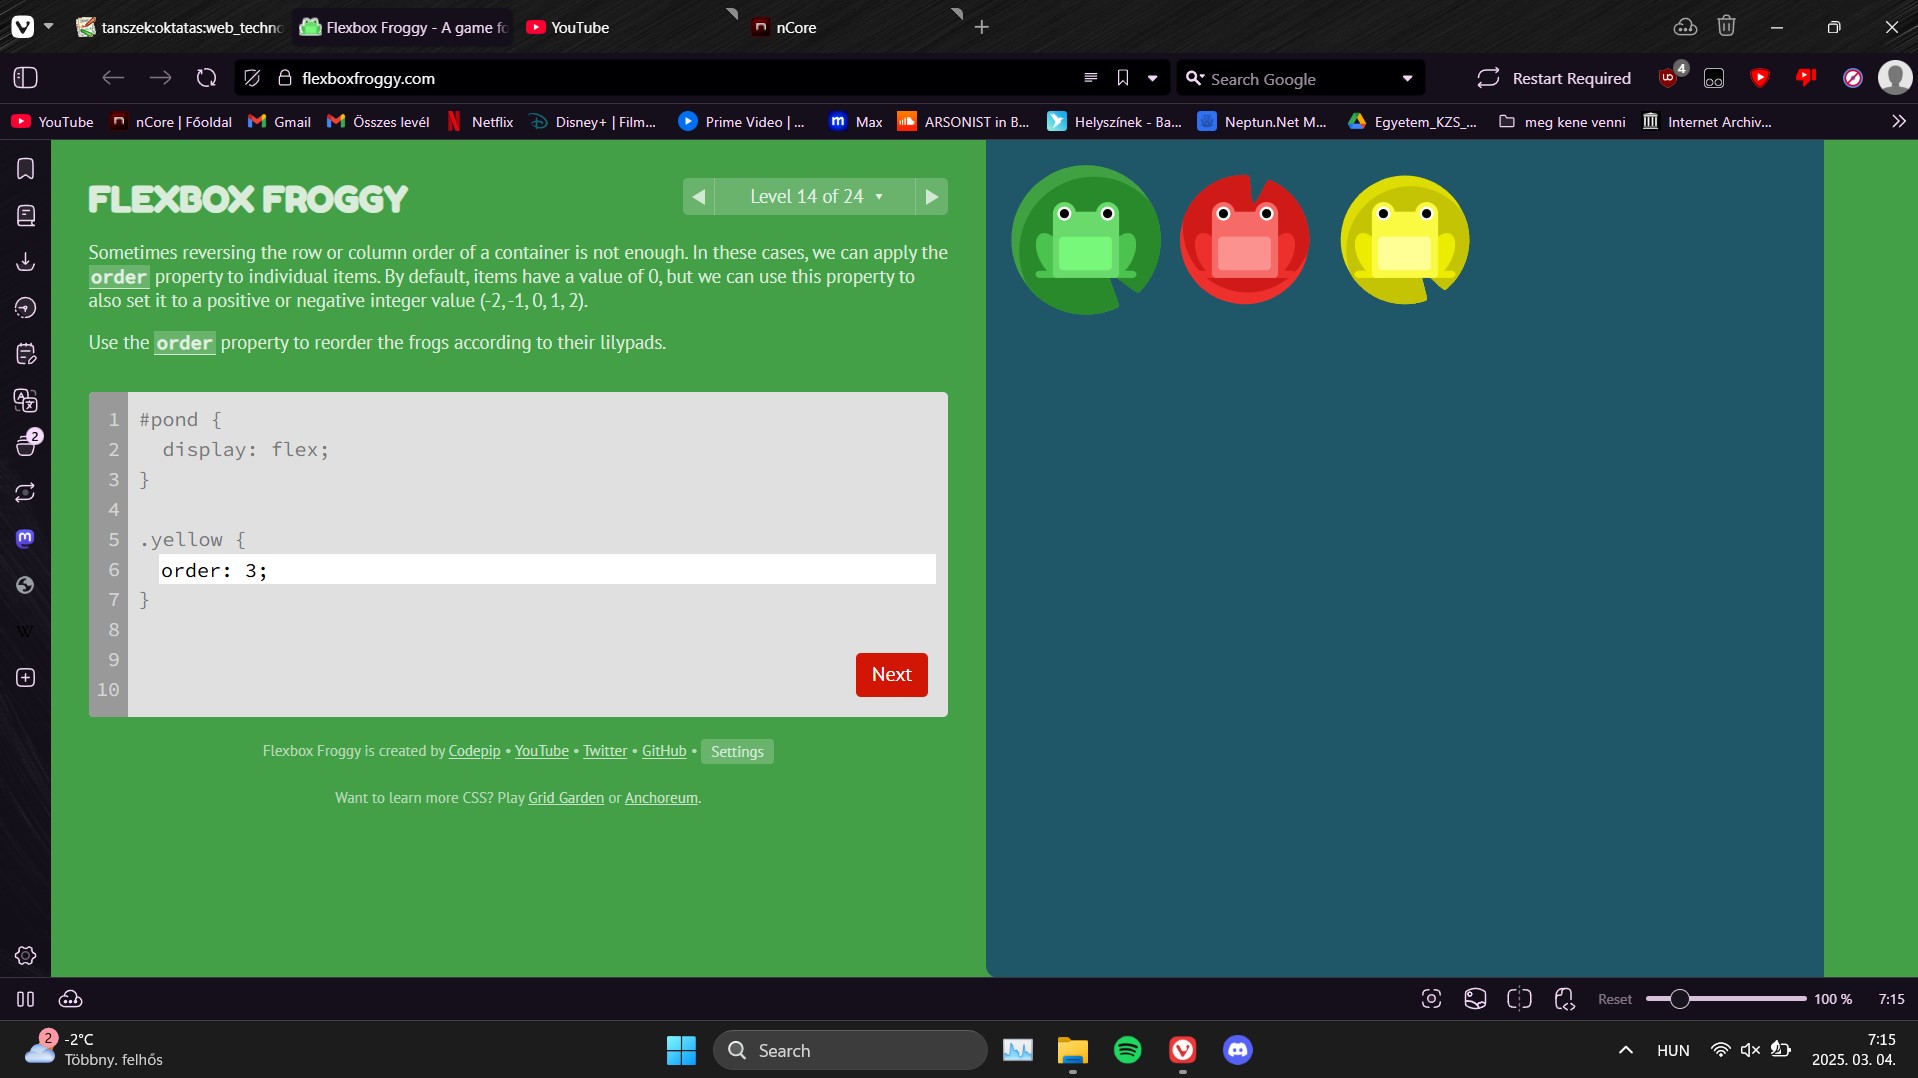 tanszek:oktatas:web_techno
Flexbox Froggy - A game fo
YouTube
nCore
flexboxfroggy.com
Search Google
Restart Required
4
YouTube
nCore | Főoldal
Gmail
Összes levél
Netflix
Disney+ | Film...
Prime Video | ...
Max
ARSONIST in B...
Helyszínek - Ba...
Neptun.Net M...
Egyetem_KZS_...
meg kene venni
Internet Archiv...
2
FLEXBOX FROGGY
Level 14 of 24
Sometimes reversing the row or column order of a container is not enough. In these cases, we can apply the
order property to individual items. By default, items have a value of 0, but we can use this property to
also set it to a positive or negative integer value (-2, -1, 0, 1, 2).
Use the order property to reorder the frogs according to their lilypads.
1 #pond {
2 display: flex;
3 }
4
5 .yellow {
6 order: 3;
7 }
8
9
10
Next
Flexbox Froggy is created by Codepip • YouTube • Twitter • GitHub • Settings
Want to learn more CSS? Play Grid Garden or Anchoreum.
Reset
100 %
7:15
2
-2°C
Többny. felhős
Search
HUN
7:15
2025. 03. 04.